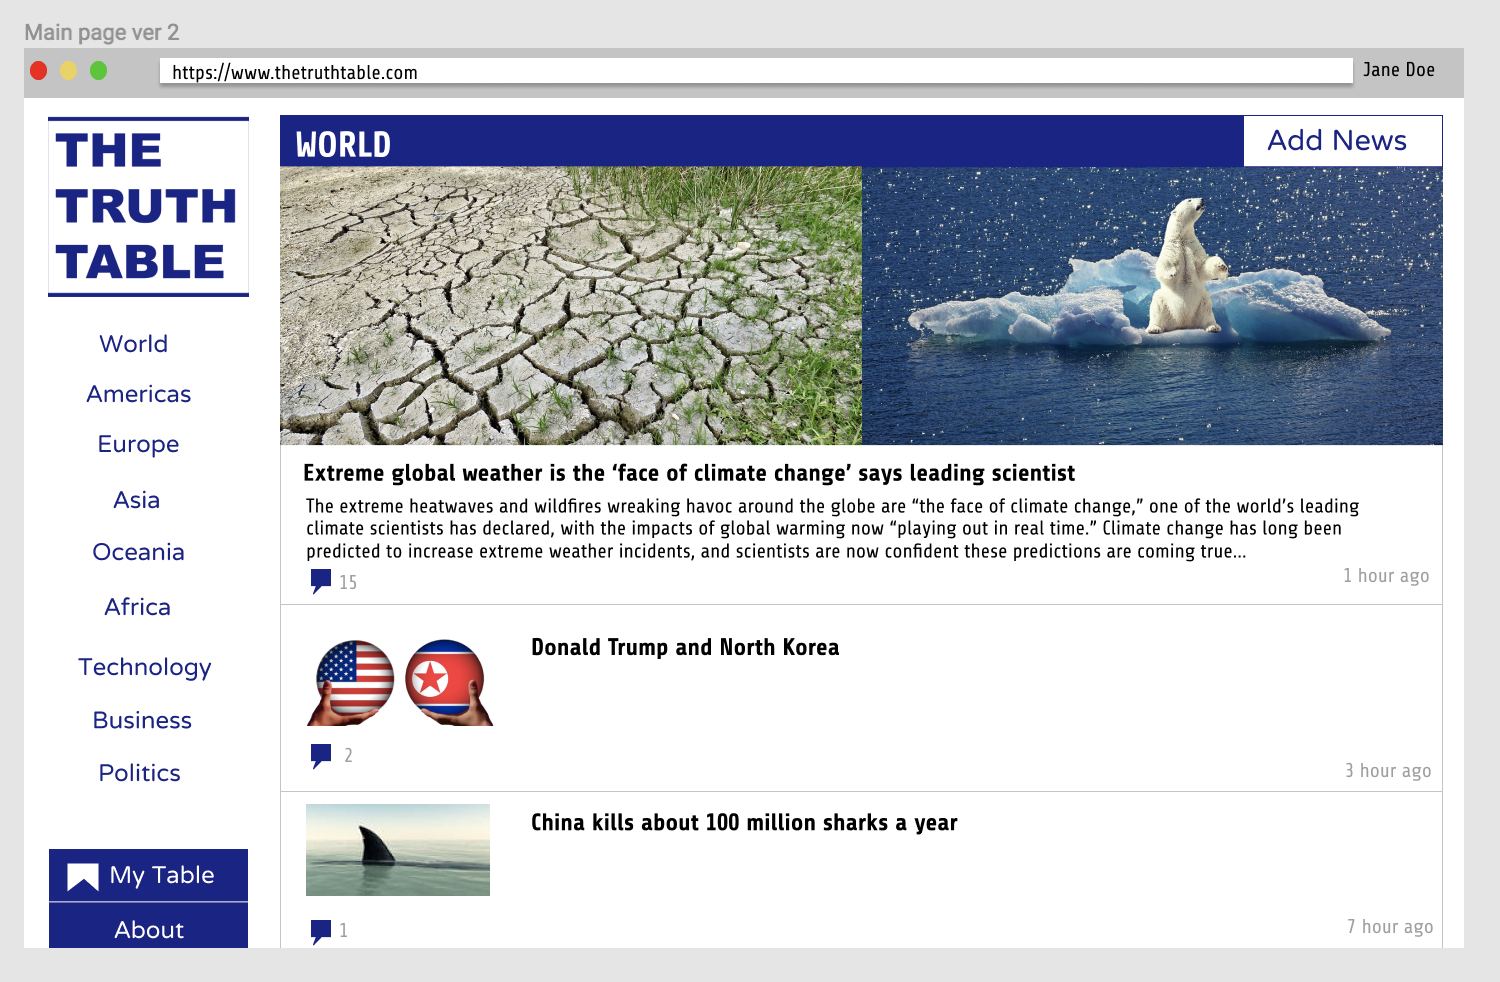 Main page ver 2
https://www.thetruthtable.com
Jane Doe
THE
TRUTH
TABLE
World
Americas
Europe
Asia
Oceania
Africa
Technology
Business
Politics
My Table
About
WORLD
Add News
Extreme global weather is the ‘face of climate change’ says leading scientist
The extreme heatwaves and wildfires wreaking havoc around the globe are “the face of climate change,” one of the world’s leading
climate scientists has declared, with the impacts of global warming now “playing out in real time.” Climate change has long been
predicted to increase extreme weather incidents, and scientists are now confident these predictions are coming true...
15
1 hour ago
Donald Trump and North Korea
2
3 hour ago
China kills about 100 million sharks a year
1
7 hour ago